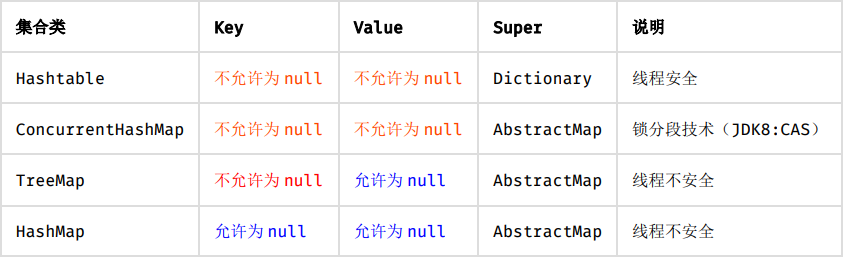 集合类 Key Value Super 说明
Hashtable 不允许为 null 不允许为 null Dictionary 线程安全
ConcurrentHashMap 不允许为 null 不允许为 null AbstractMap 锁分段技术（JDK8:CAS）
TreeMap 不允许为 null 允许为 null AbstractMap 线程不安全
HashMap 允许为 null 允许为 null AbstractMap 线程不安全